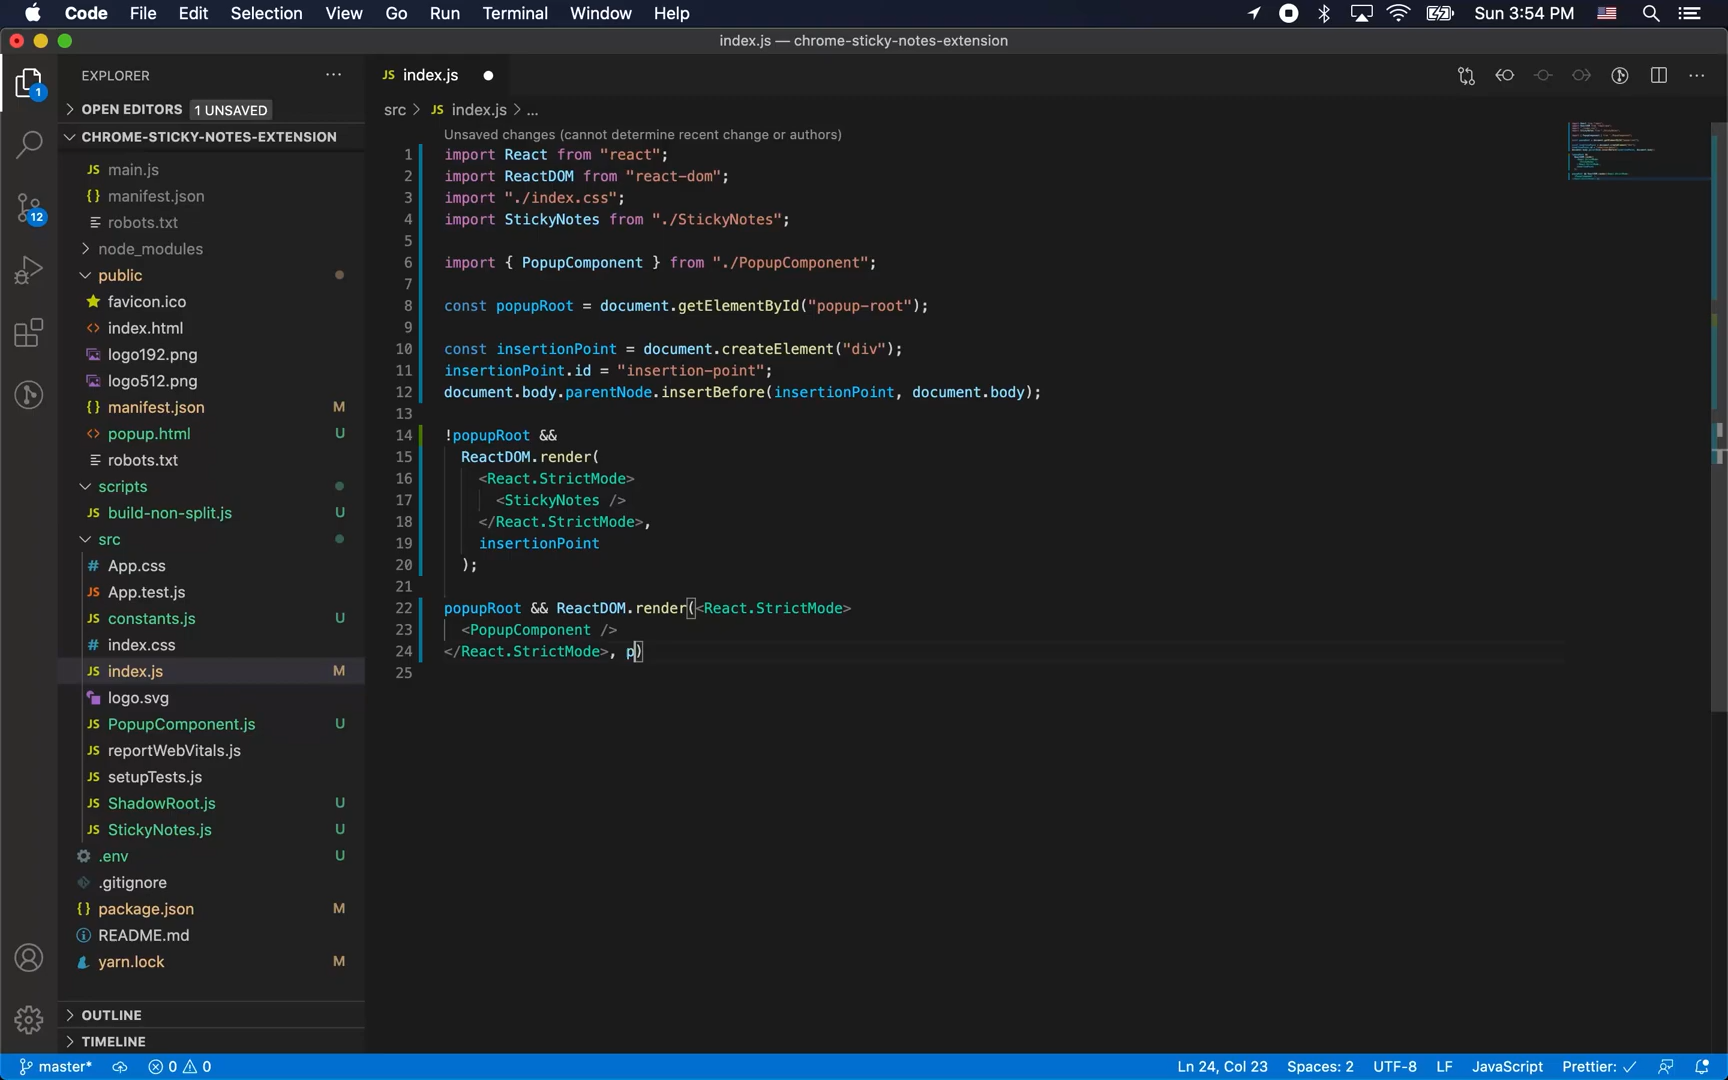 Code File Edit Selection View Go Run Terminal Window Help Sun 3:54 PM
index.js — chrome-sticky-notes-extension
EXPLORER ...
JS index.js
OPEN EDITORS 1 UNSAVED
CHROME-STICKY-NOTES-EXTENSION
JS main.js
{} manifest.json
robots.txt
node_modules
public
favicon.ico
<> index.html
logo192.png
logo512.png
{} manifest.json M
<> popup.html U
robots.txt
scripts
JS build-non-split.js U
src
# App.css
JS App.test.js
JS constants.js U
# index.css
JS index.js M
logo.svg
JS PopupComponent.js U
JS reportWebVitals.js
JS setupTests.js
JS ShadowRoot.js U
JS StickyNotes.js U
.env U
.gitignore
{} package.json M
README.md
yarn.lock M
OUTLINE
TIMELINE
1
12
src > JS index.js > ...
Unsaved changes (cannot determine recent change or authors)
1 import React from "react";
2 import ReactDOM from "react-dom";
3 import "./index.css";
4 import StickyNotes from "./StickyNotes";
5
6 import { PopupComponent } from "./PopupComponent";
7
8 const popupRoot = document.getElementById("popup-root");
9
10 const insertionPoint = document.createElement("div");
11 insertionPoint.id = "insertion-point";
12 document.body.parentNode.insertBefore(insertionPoint, document.body);
13
14 !popupRoot &&
15 ReactDOM.render(
16 <React.StrictMode>
17 <StickyNotes />
18 </React.StrictMode>,
19 insertionPoint
20 );
21
22 popupRoot && ReactDOM.render(<React.StrictMode>
23 <PopupComponent />
24 </React.StrictMode>, p)
25
master* 0 0 Ln 24, Col 23 Spaces: 2 UTF-8 LF JavaScript Prettier: ✓